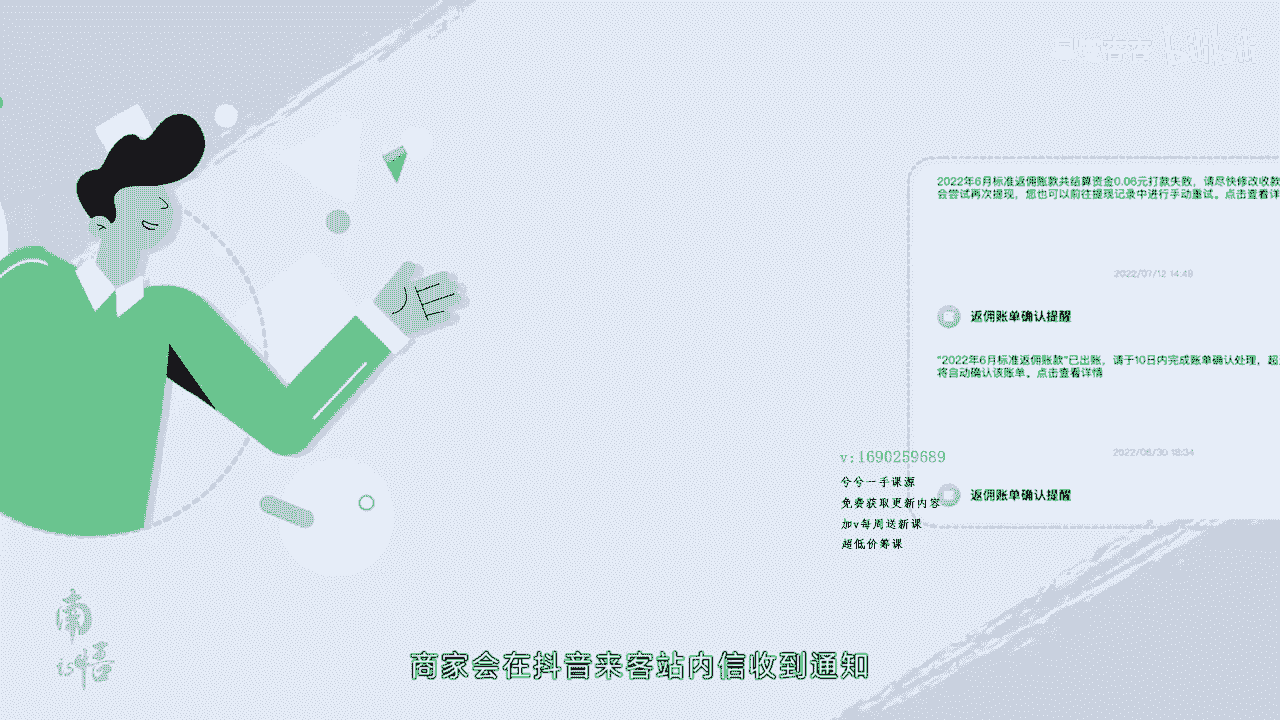 2022年6月标准返佣账款共结算资金0.06元打款失败，请尽快修改收款
会尝试再次提现，您也可以前往提现记录中进行手动重试。点击查看详
2022/07/12 14:49
返佣账单确认提醒
"2022年6月标准返佣账款"已出账，请于10日内完成账单确认处理，超
将自动确认该账单。点击查看详情
2022/06/30 18:34
返佣账单确认提醒
v:1690259689
兮兮一手课源
免费获取更新内容
加v每周送新课
超低价筹课
南
悟
商家会在抖音来客站内信收到通知